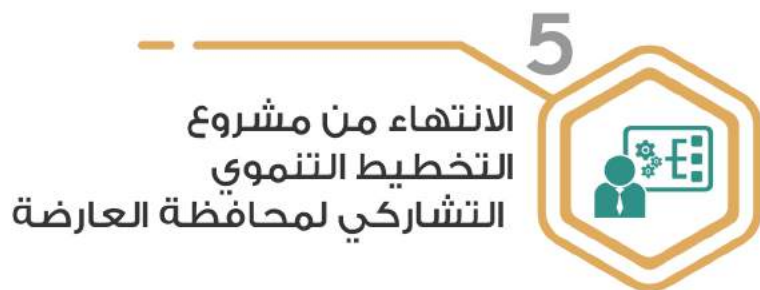 5
الانتهاء من مشروع
التخطيط التنموي
التشاركي لمحافظة العارضة